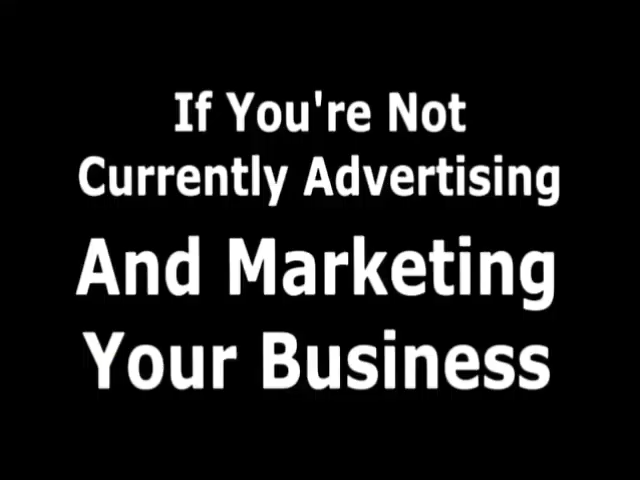 If You're Not
Currently Advertising
And Marketing
Your Business